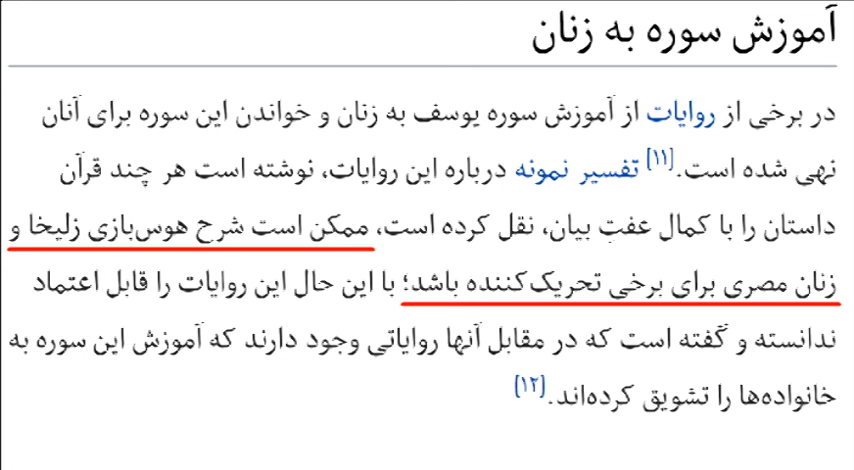 آموزش سوره به زنان
در برخی از روایات از آموزش سوره یوسف به زنان و خواندن این سوره برای آنان
نهی شده است.[۱۱] تفسیر نمونه درباره این روایات، نوشته است هر چند قرآن
داستان را با کمال عفتِ بیان، نقل کرده است، ممکن است شرح هوس‌بازی زلیخا و
زنان مصری برای برخی تحریک‌کننده باشد؛ با این حال این روایات را قابل اعتماد
ندانسته و گفته است که در مقابل آنها روایاتی وجود دارند که آموزش این سوره به
خانواده‌ها را تشویق کرده‌اند.[۱۲]